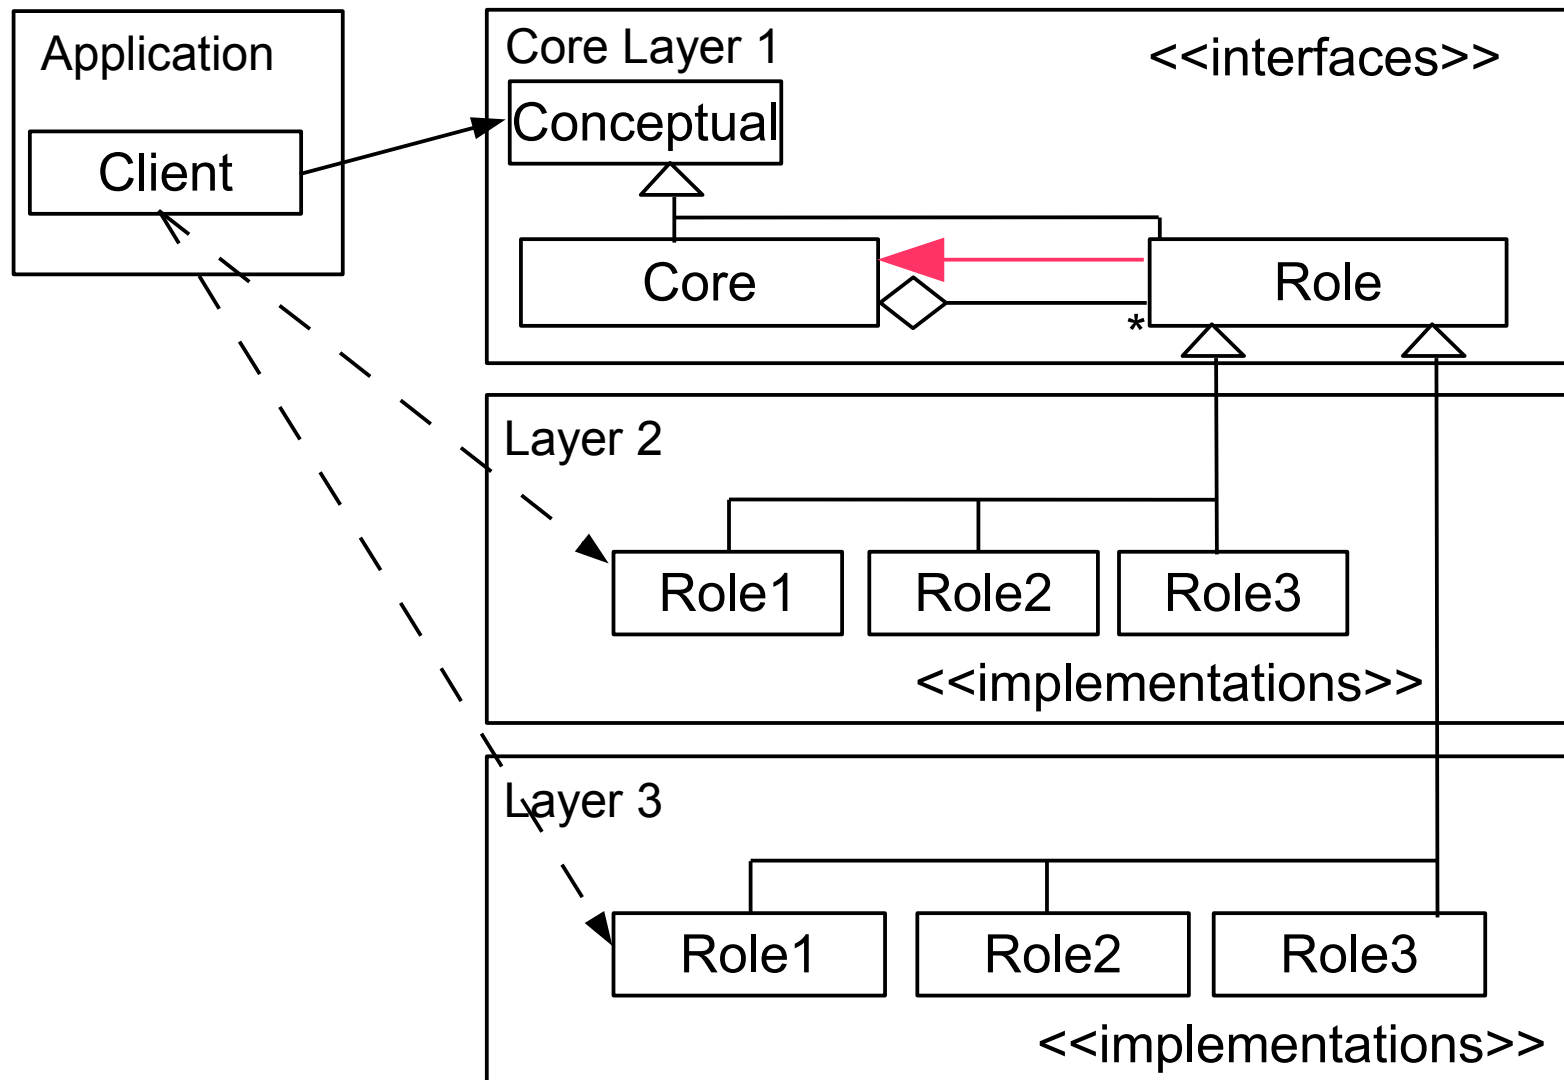 Application
Client
Core Layer 1
<<interfaces>>
Conceptual
Core
Role
*
Layer 2
Role1
Role2
Role3
<<implementations>>
Layer 3
Role1
Role2
Role3
<<implementations>>